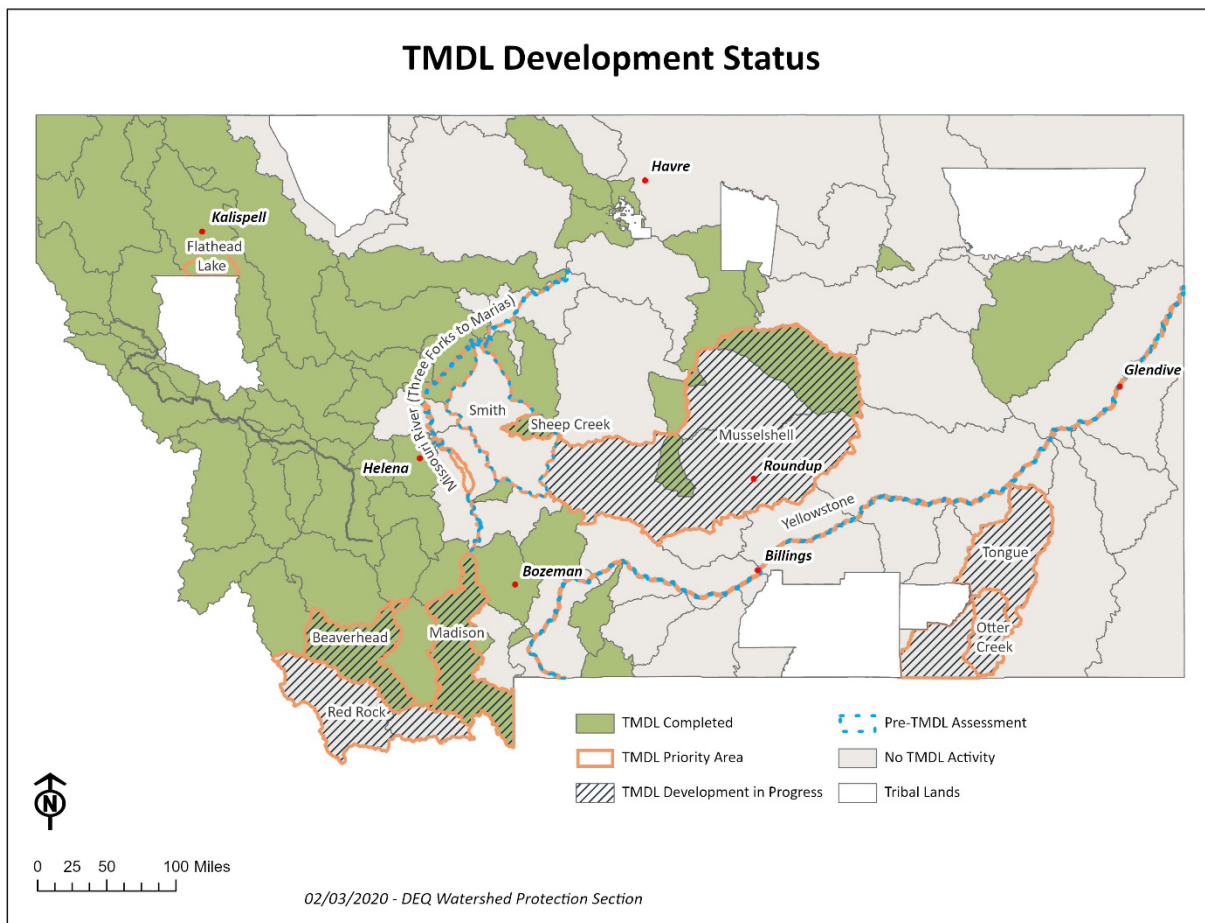 TMDL Development Status
Havre
Kalispell
Flathead
Lake
Missouri River (Three Forks to Marias)
Glendive
Smith
Sheep Creek
Musselshell
Helena
Roundup
Yellowstone
Billings
Tongue
Bozeman
Otter
Creek
Beaverhead
Madison
Red Rock
TMDL Completed
TMDL Priority Area
TMDL Development in Progress
Pre-TMDL Assessment
No TMDL Activity
Tribal Lands
N
0 25 50 100 Miles
02/03/2020 - DEQ Watershed Protection Section